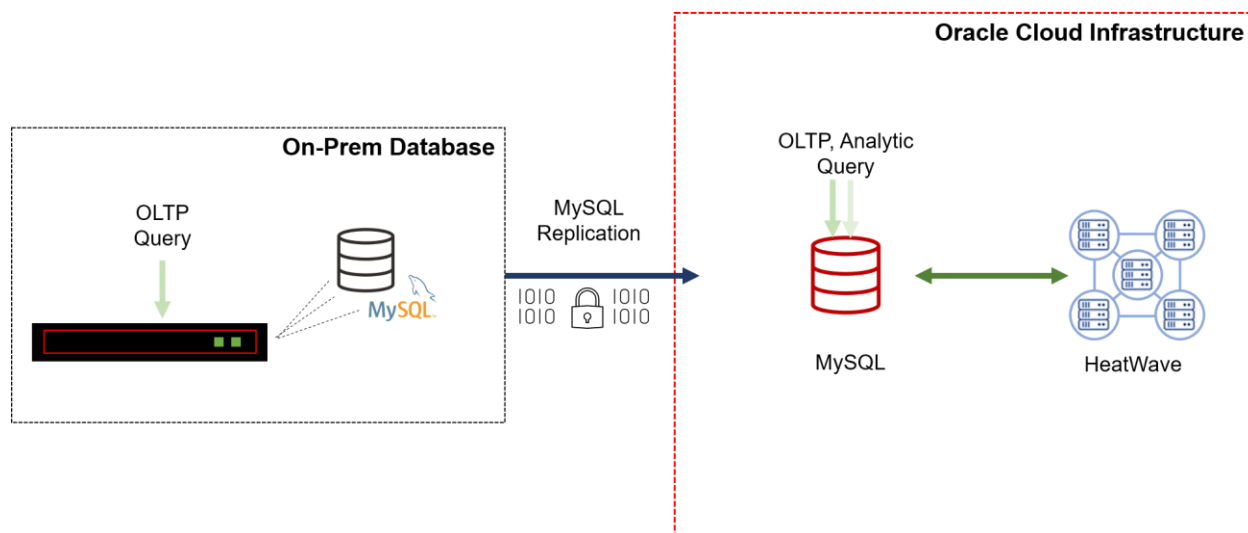 Oracle Cloud Infrastructure
On-Prem Database
OLTP
Query
MySQL
MySQL
Replication
1010
1010
1010
1010
OLTP, Analytic
Query
MySQL
HeatWave